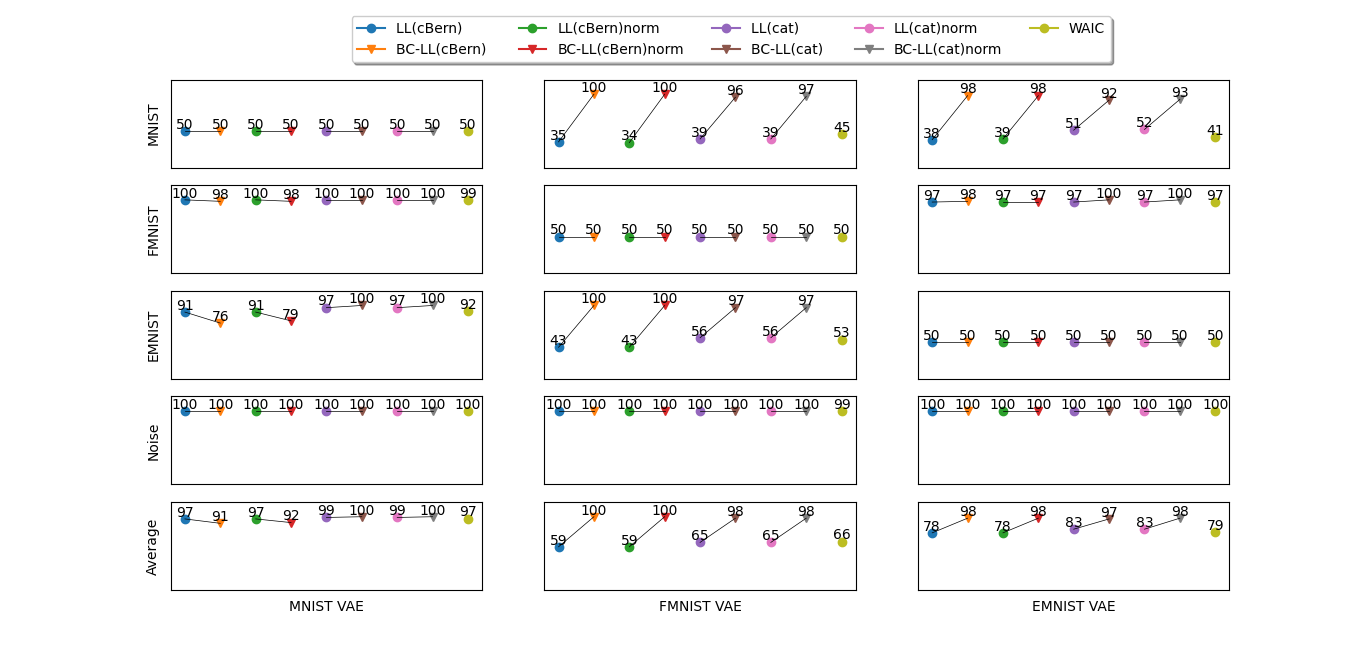 LL(cBern) LL(cBern)norm LL(cat) LL(cat)norm WAIC
BC-LL(cBern) BC-LL(cBern)norm BC-LL(cat) BC-LL(cat)norm
MNIST
50 50 50 50 50 50 50 50 50
35 100 34 100 39 96 39 97 45
38 98 39 98 51 92 52 93 41
FMNIST
100 98 100 98 100 100 100 100 99
50 50 50 50 50 50 50 50 50
97 98 97 97 97 100 97 100 97
EMNIST
91 76 91 79 97 100 97 100 92
43 100 43 100 56 97 56 97 53
50 50 50 50 50 50 50 50 50
Noise
100 100 100 100 100 100 100 100 100
100 100 100 100 100 100 100 100 99
100 100 100 100 100 100 100 100 100
Average
97 91 97 92 99 100 99 100 97
59 100 59 100 65 98 65 98 66
78 98 78 98 83 97 83 98 79
MNIST VAE FMNIST VAE EMNIST VAE